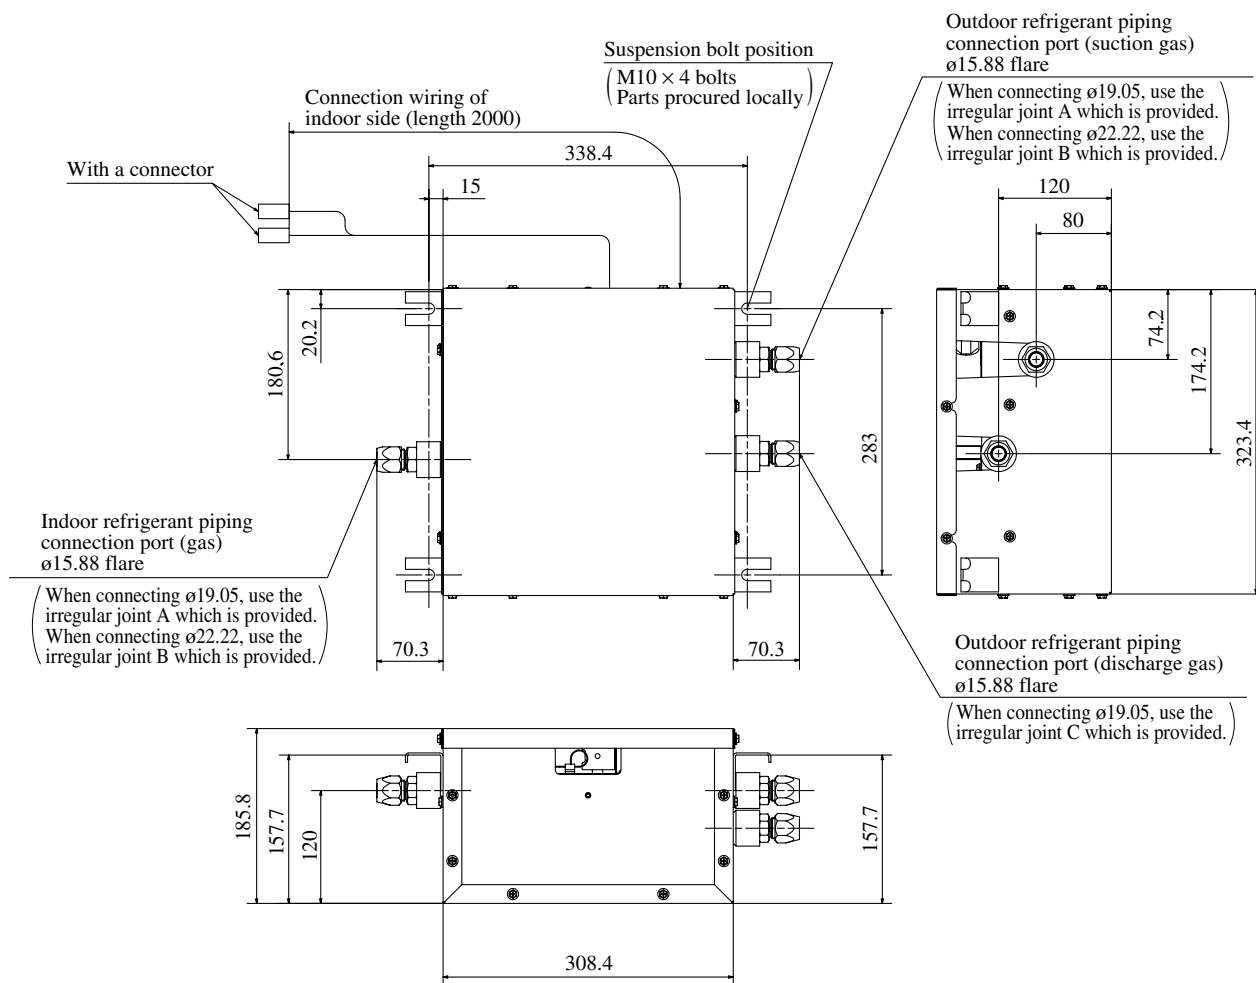 Outdoor refrigerant piping
connection port (suction gas)
ø15.88 flare
(When connecting ø19.05, use the
irregular joint A which is provided.
When connecting ø22.22, use the
irregular joint B which is provided.)
Suspension bolt position
(M10 × 4 bolts
Parts procured locally)
Connection wiring of
indoor side (length 2000)
With a connector
338.4
15
120
80
20.2
180.6
283
74.2
174.2
323.4
Indoor refrigerant piping
connection port (gas)
ø15.88 flare
(When connecting ø19.05, use the
irregular joint A which is provided.
When connecting ø22.22, use the
irregular joint B which is provided.)
70.3
70.3
Outdoor refrigerant piping
connection port (discharge gas)
ø15.88 flare
(When connecting ø19.05, use the
irregular joint C which is provided.)
185.8
157.7
120
157.7
308.4